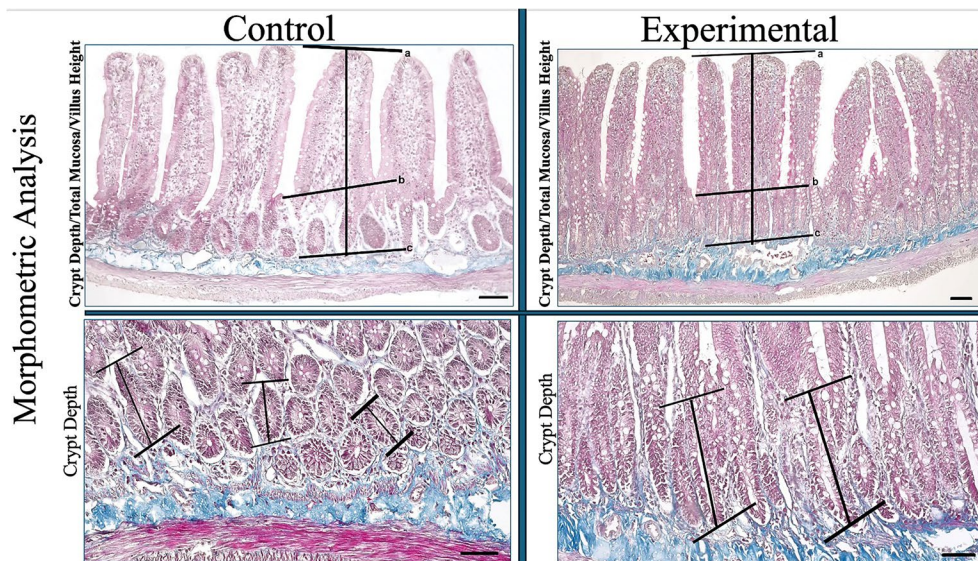 Control
Experimental
Morphometric Analysis
Crypt Depth/Total Mucosa/Villus Height
a
b
c
Crypt Depth/Total Mucosa/Villus Height
a
b
c
Crypt Depth
Crypt Depth